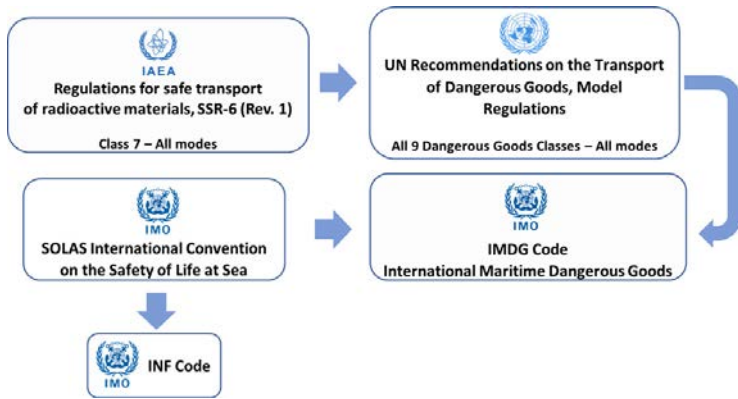 IAEA
Regulations for safe transport
of radioactive materials, SSR-6 (Rev. 1)
Class 7 – All modes
UN Recommendations on the Transport
of Dangerous Goods, Model
Regulations
All 9 Dangerous Goods Classes – All modes
IMO
SOLAS International Convention
on the Safety of Life at Sea
IMO
IMDG Code
International Maritime Dangerous Goods
IMO
INF Code